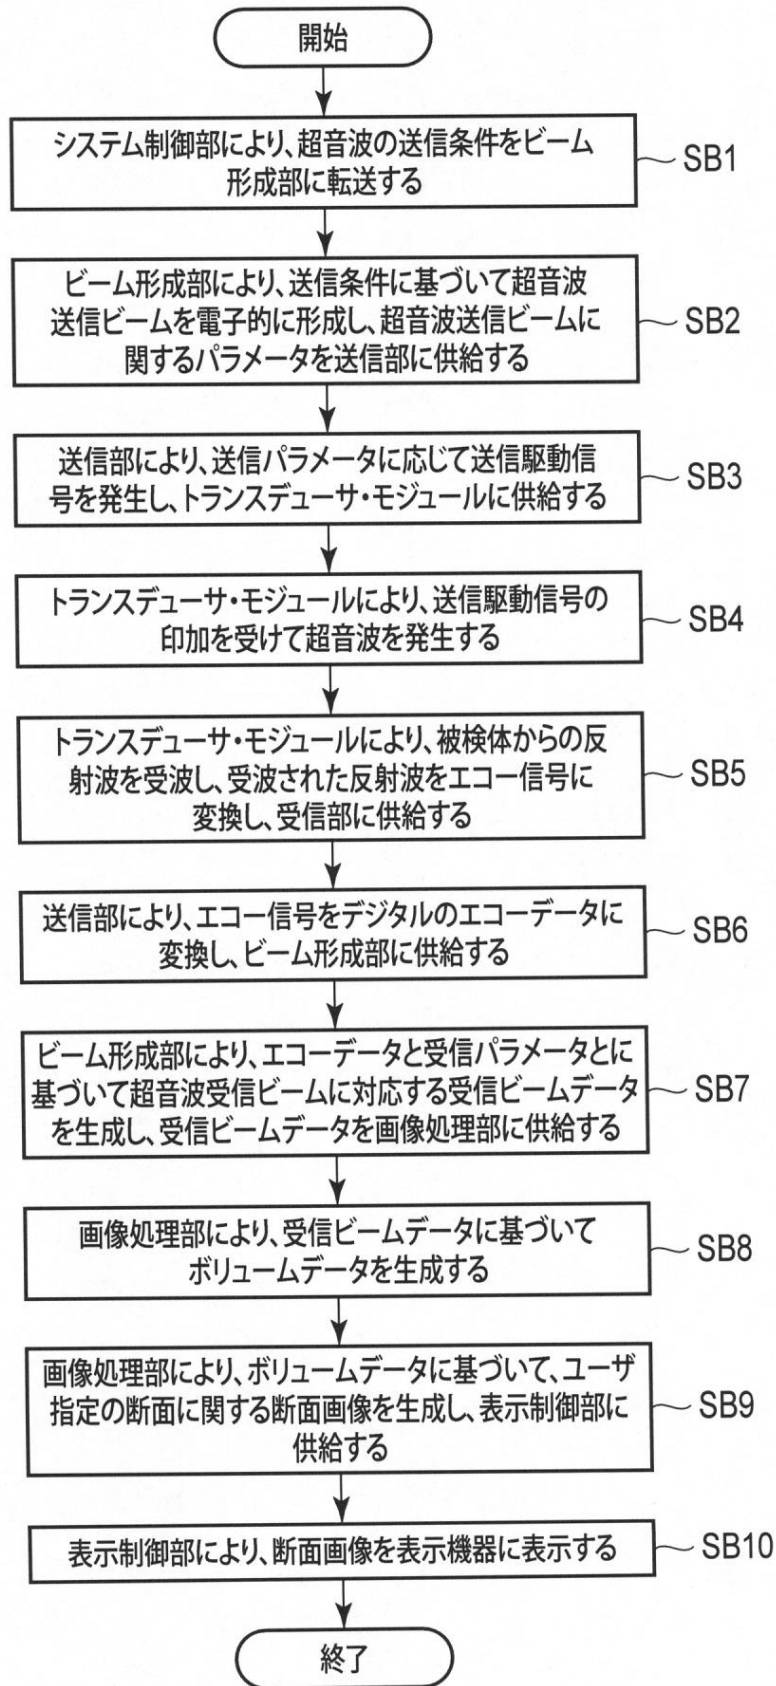 開始
システム制御部により、超音波の送信条件をビーム
形成部に転送する
SB1
ビーム形成部により、送信条件に基づいて超音波
送信ビームを電子的に形成し、超音波送信ビームに
関するパラメータを送信部に供給する
SB2
送信部により、送信パラメータに応じて送信駆動信
号を発生し、トランスデューサ・モジュールに供給する
SB3
トランスデューサ・モジュールにより、送信駆動信号の
印加を受けて超音波を発生する
SB4
トランスデューサ・モジュールにより、被検体からの反
射波を受波し、受波された反射波をエコー信号に
変換し、受信部に供給する
SB5
送信部により、エコー信号をデジタルのエコーデータに
変換し、ビーム形成部に供給する
SB6
ビーム形成部により、エコーデータと受信パラメータとに
基づいて超音波受信ビームに対応する受信ビームデータ
を生成し、受信ビームデータを画像処理部に供給する
SB7
画像処理部により、受信ビームデータに基づいて
ボリュームデータを生成する
SB8
画像処理部により、ボリュームデータに基づいて、ユーザ
指定の断面に関する断面画像を生成し、表示制御部に
供給する
SB9
表示制御部により、断面画像を表示機器に表示する
SB10
終了